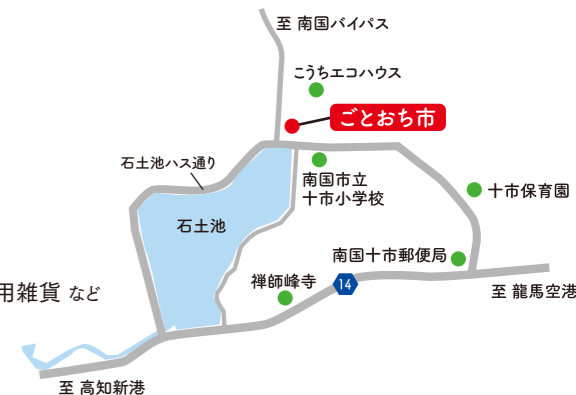 至 南国バイパス
こうちエコハウス
ごとおち市
石土池ハス通り
南国市立
十市小学校
十市保育園
石土池
南国十市郵便局
禅師峰寺
14
用雑貨 など
至 龍馬空港
至 高知新港